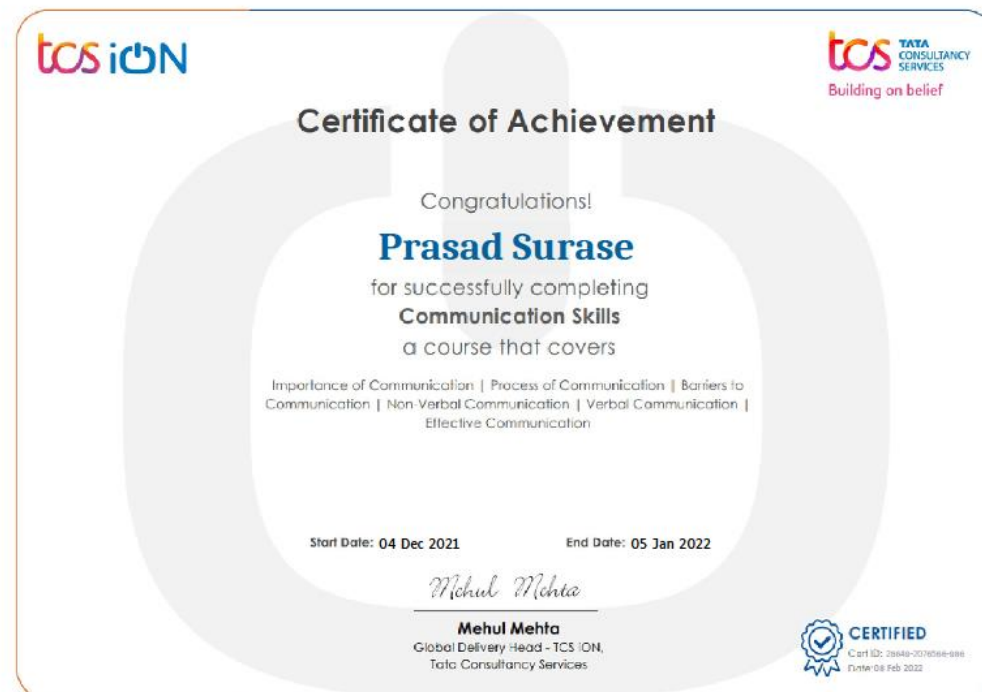 tcs iON
tcs TATA
CONSULTANCY
SERVICES
Building on belief
Certificate of Achievement
Congratulations!
Prasad Surase
for successfully completing
Communication Skills
a course that covers
Importance of Communication | Process of Communication | Barriers to
Communication | Non-Verbal Communication | Verbal Communication |
Effective Communication
Start Date: 04 Dec 2021 End Date: 05 Jan 2022
Mehul Mehta
Mehul Mehta
Global Delivery Head - TCS iON,
Tata Consultancy Services
CERTIFIED
Cert ID:
Date: 08 Feb 2022